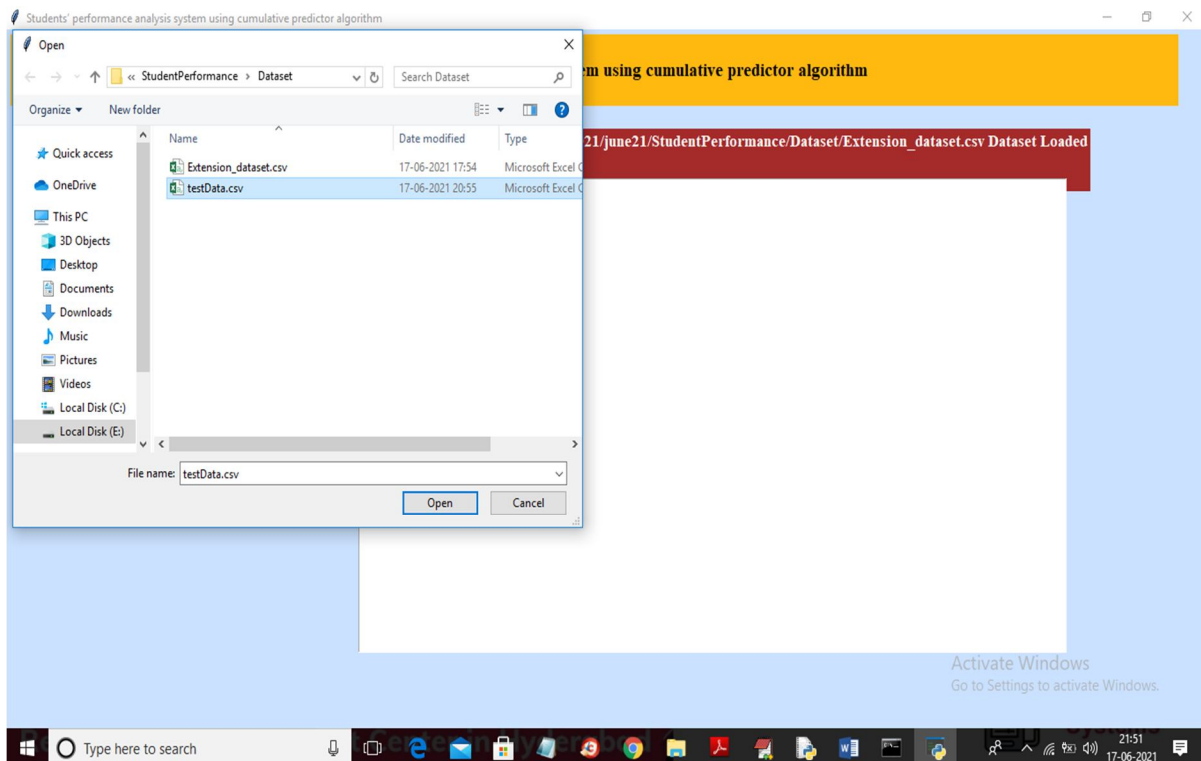 Students' performance analysis system using cumulative predictor algorithm
Open
em using cumulative predictor algorithm
« StudentPerformance > Dataset
Search Dataset
Organize
New folder
21/june21/StudentPerformance/Dataset/Extension_dataset.csv Dataset Loaded
Name
Date modified
Type
Quick access
Extension_dataset.csv
17-06-2021 17:54
Microsoft Excel C
OneDrive
testData.csv
17-06-2021 20:55
Microsoft Excel C
This PC
3D Objects
Desktop
Documents
Downloads
Music
Pictures
Videos
Local Disk (C:)
Local Disk (E:)
File name: testData.csv
Open
Cancel
Activate Windows
Go to Settings to activate Windows.
Type here to search
21:51
17-06-2021